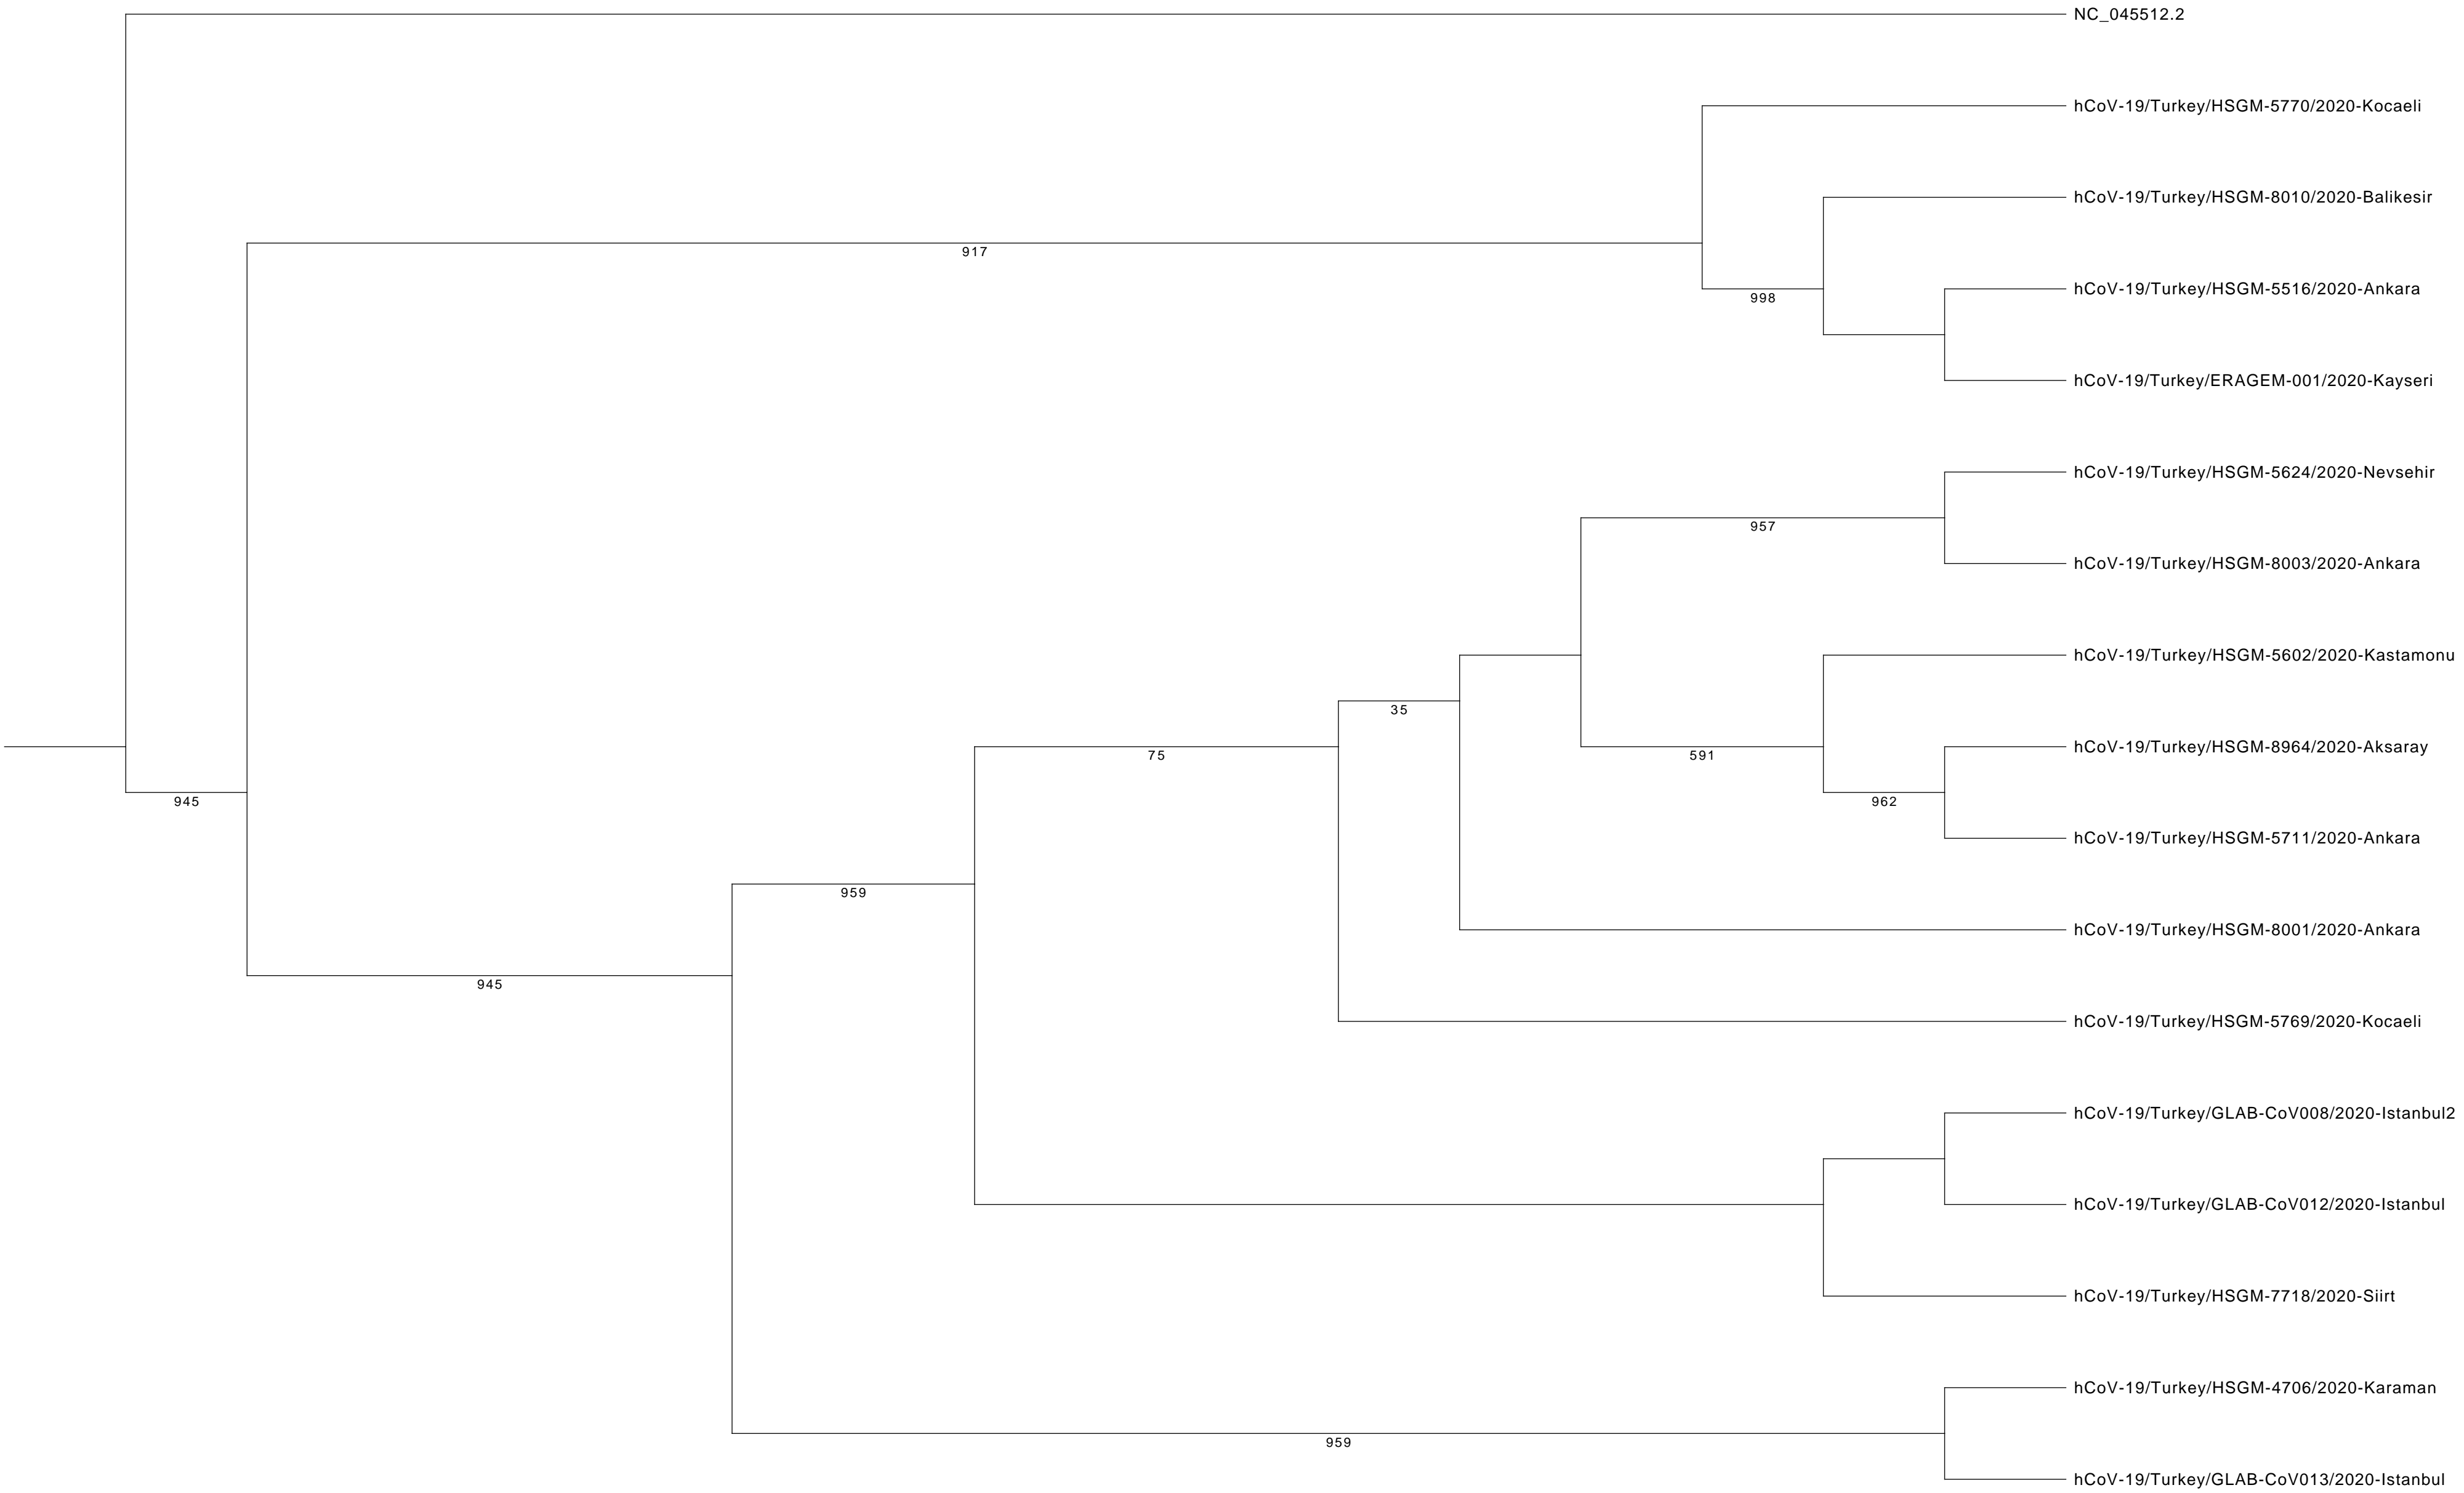 NC_045512.2
hCoV-19/Turkey/HSGM-5770/2020-Kocaeli
hCoV-19/Turkey/HSGM-8010/2020-Balikesir
917
hCoV-19/Turkey/HSGM-5516/2020-Ankara
998
hCoV-19/Turkey/ERAGEM-001/2020-Kayseri
hCoV-19/Turkey/HSGM-5624/2020-Nevsehir
957
hCoV-19/Turkey/HSGM-8003/2020-Ankara
hCoV-19/Turkey/HSGM-5602/2020-Kastamonu
35
hCoV-19/Turkey/HSGM-8964/2020-Aksaray
75
591
945
962
hCoV-19/Turkey/HSGM-5711/2020-Ankara
959
hCoV-19/Turkey/HSGM-8001/2020-Ankara
945
hCoV-19/Turkey/HSGM-5769/2020-Kocaeli
hCoV-19/Turkey/GLAB-CoV008/2020-Istanbul2
hCoV-19/Turkey/GLAB-CoV012/2020-Istanbul
hCoV-19/Turkey/HSGM-7718/2020-Siirt
hCoV-19/Turkey/HSGM-4706/2020-Karaman
959
hCoV-19/Turkey/GLAB-CoV013/2020-Istanbul